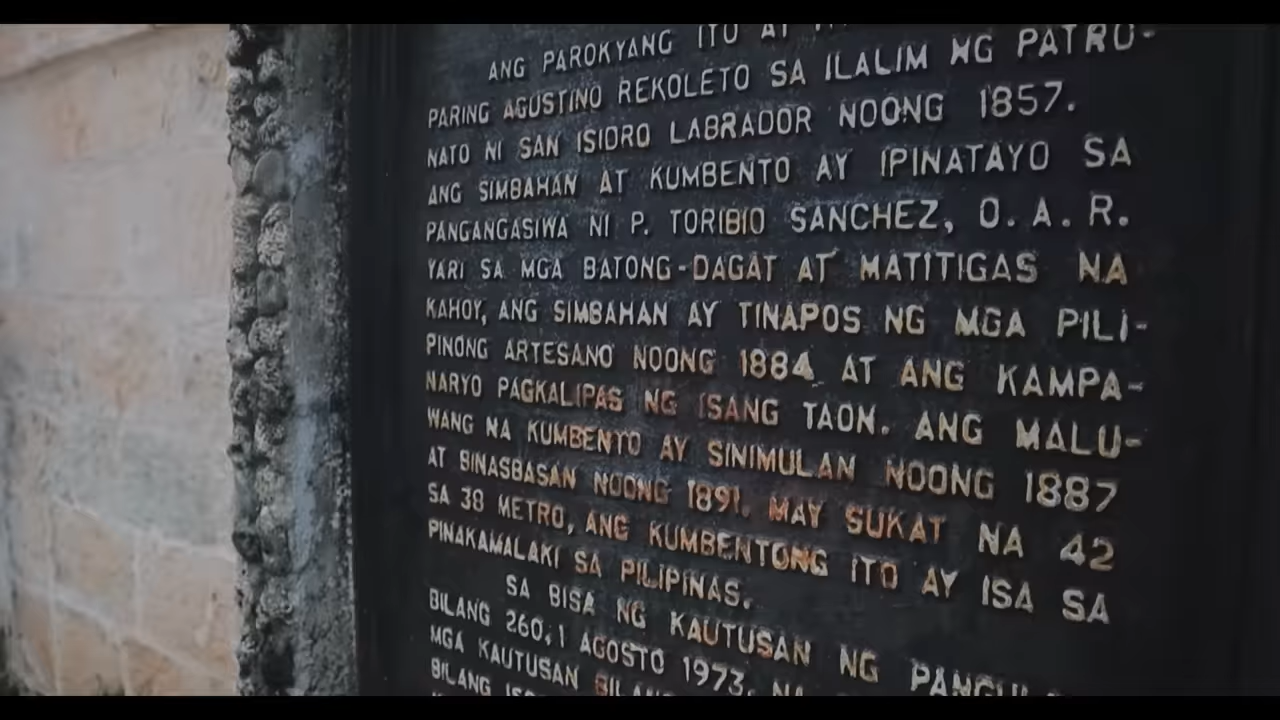 ANG PAROKYANG ITO AY
PARING AGUSTINO REKOLETO SA ILALIM NG PATRO-
NATO NI SAN ISIDRO LABRADOR NOONG 1857.
ANG SIMBAHAN AT KUMBENTO AY IPINATAYO SA
PANGANGASIWA NI P. TORIBIO SANCHEZ, O. A. R.
YARI SA MGA BATONG-DAGAT AT MATITIGAS NA
KAHOY, ANG SIMBAHAN AY TINAPOS NG MGA PILI-
PINONG ARTESANO NOONG 1884 AT ANG KAMPA-
NARYO PAGKALIPAS NG ISANG TAON. ANG MALU-
WANG NA KUMBENTO AY SINIMULAN NOONG 1887
AT BINASBASAN NOONG 1891. MAY SUKAT NA 42
SA 38 METRO, ANG KUMBENTONG ITO AY ISA SA
PINAKAMALAKI SA PILIPINAS.
SA BISA NG KAUTUSAN NG
BILANG 260, 1 AGOSTO 1973,
MGA KAUTUSAN
BILANG